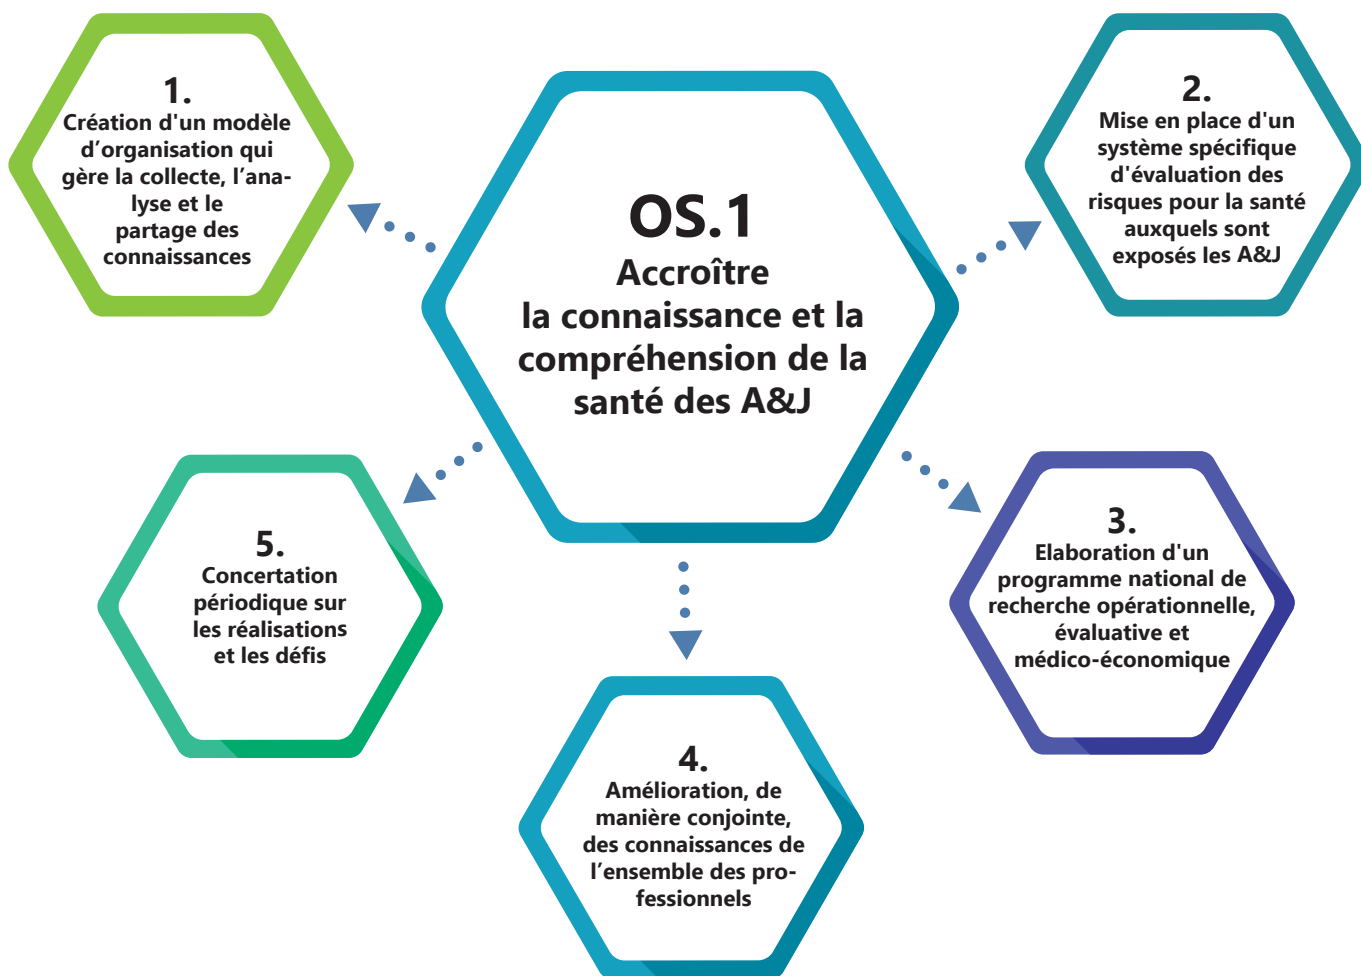 1.
Création d'un modèle
d’organisation qui
gère la collecte, l’ana-
lyse et le
partage des
connaissances
OS.1
Accroître
la connaissance et la
compréhension de la
santé des A&J
2.
Mise en place d'un
système spécifique
d'évaluation des
risques pour la santé
auxquels sont
exposés les A&J
3.
Elaboration d'un
programme national de
recherche opérationnelle,
évaluative et
médico-économique
4.
Amélioration, de
manière conjointe,
des connaissances de
l’ensemble des pro-
fessionnels
5.
Concertation
périodique sur
les réalisations
et les défis